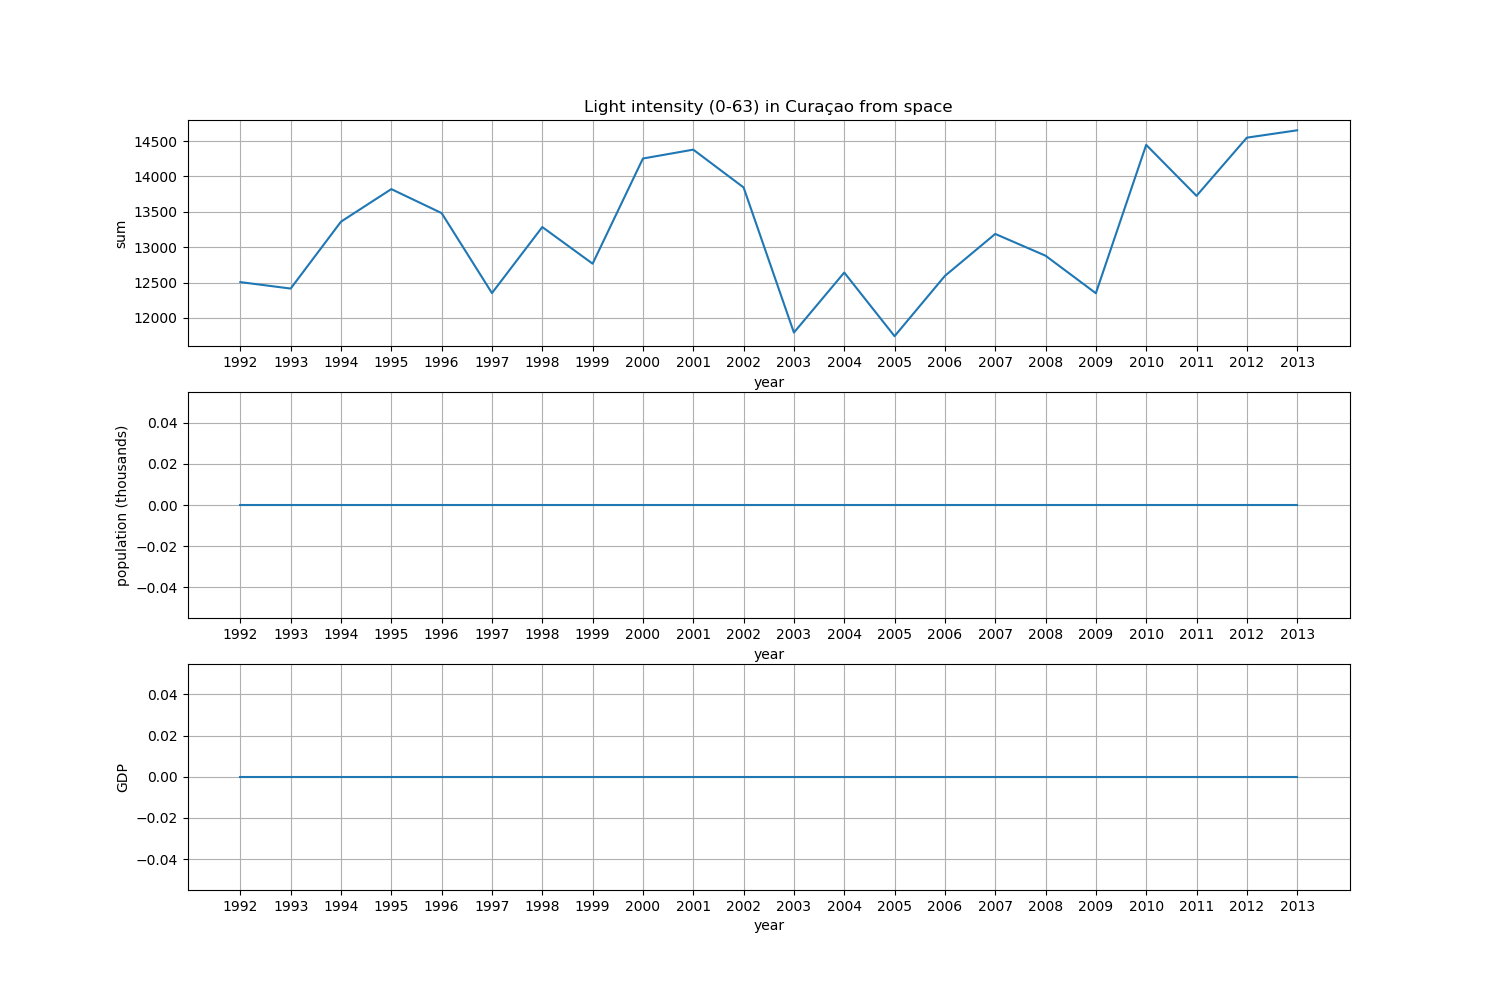 Light intensity (0-63) in Curaçao from space
14500
14000
13500
13000
12500
12000
sum
1992 1993 1994 1995 1996 1997 1998 1999 2000 2001 2002 2003 2004 2005 2006 2007 2008 2009 2010 2011 2012 2013
year
0.04
0.02
0.00
−0.02
−0.04
population (thousands)
1992 1993 1994 1995 1996 1997 1998 1999 2000 2001 2002 2003 2004 2005 2006 2007 2008 2009 2010 2011 2012 2013
year
0.04
0.02
0.00
−0.02
−0.04
GDP
1992 1993 1994 1995 1996 1997 1998 1999 2000 2001 2002 2003 2004 2005 2006 2007 2008 2009 2010 2011 2012 2013
year